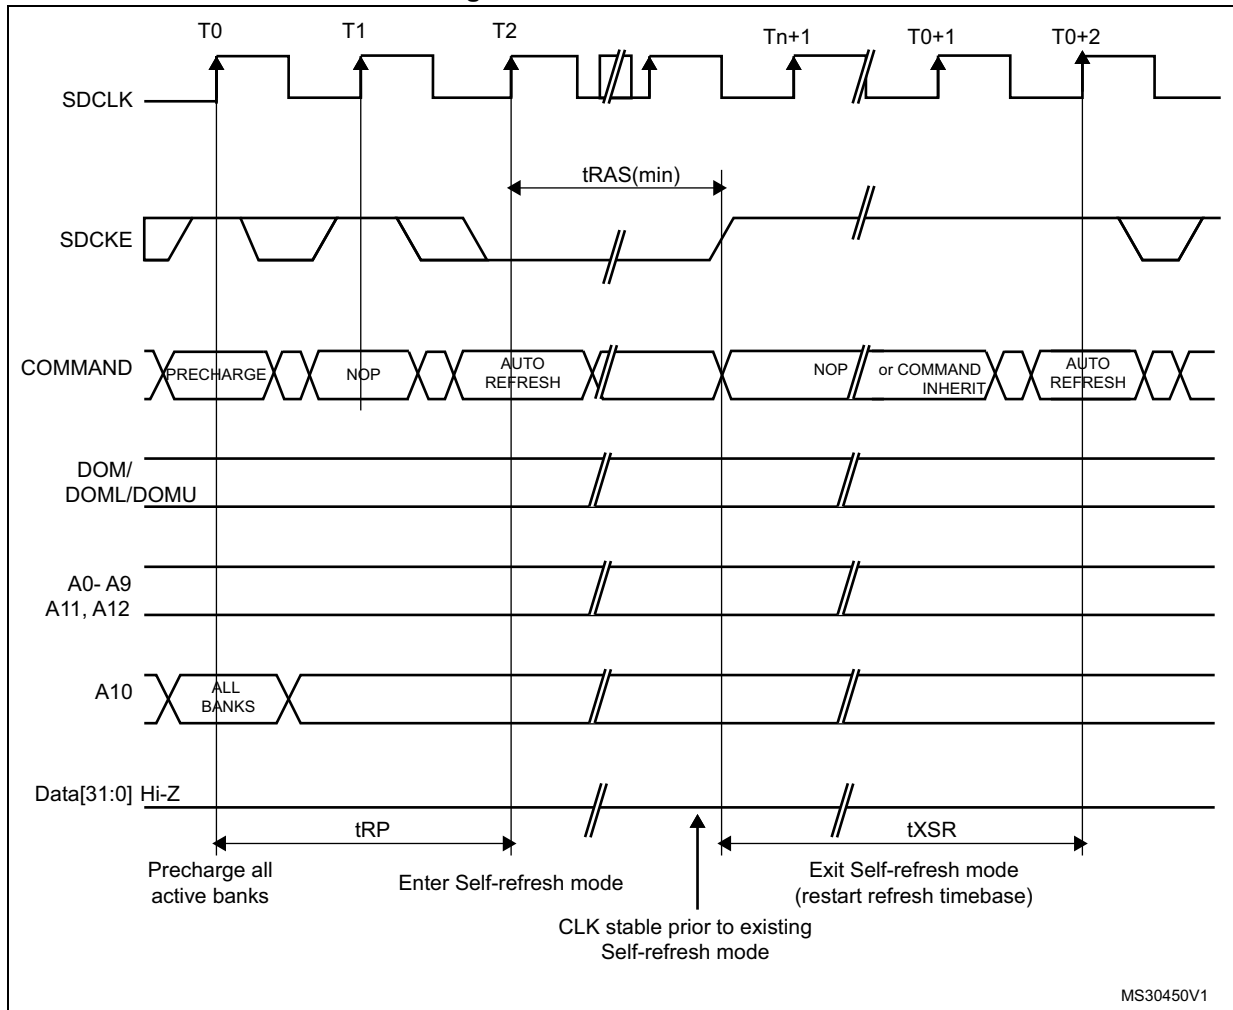 T0 T1 T2 Tn+1 T0+1 T0+2
SDCLK
tRAS(min)
SDCKE
COMMAND PRECHARGE NOP AUTO REFRESH NOP or COMMAND INHERIT AUTO REFRESH
DOM/
DOML/DOMU
A0- A9
A11, A12
A10 ALL BANKS
Data[31:0] Hi-Z
tRP tXSR
Precharge all
active banks
Enter Self-refresh mode
Exit Self-refresh mode
(restart refresh timebase)
CLK stable prior to existing
Self-refresh mode
MS30450V1